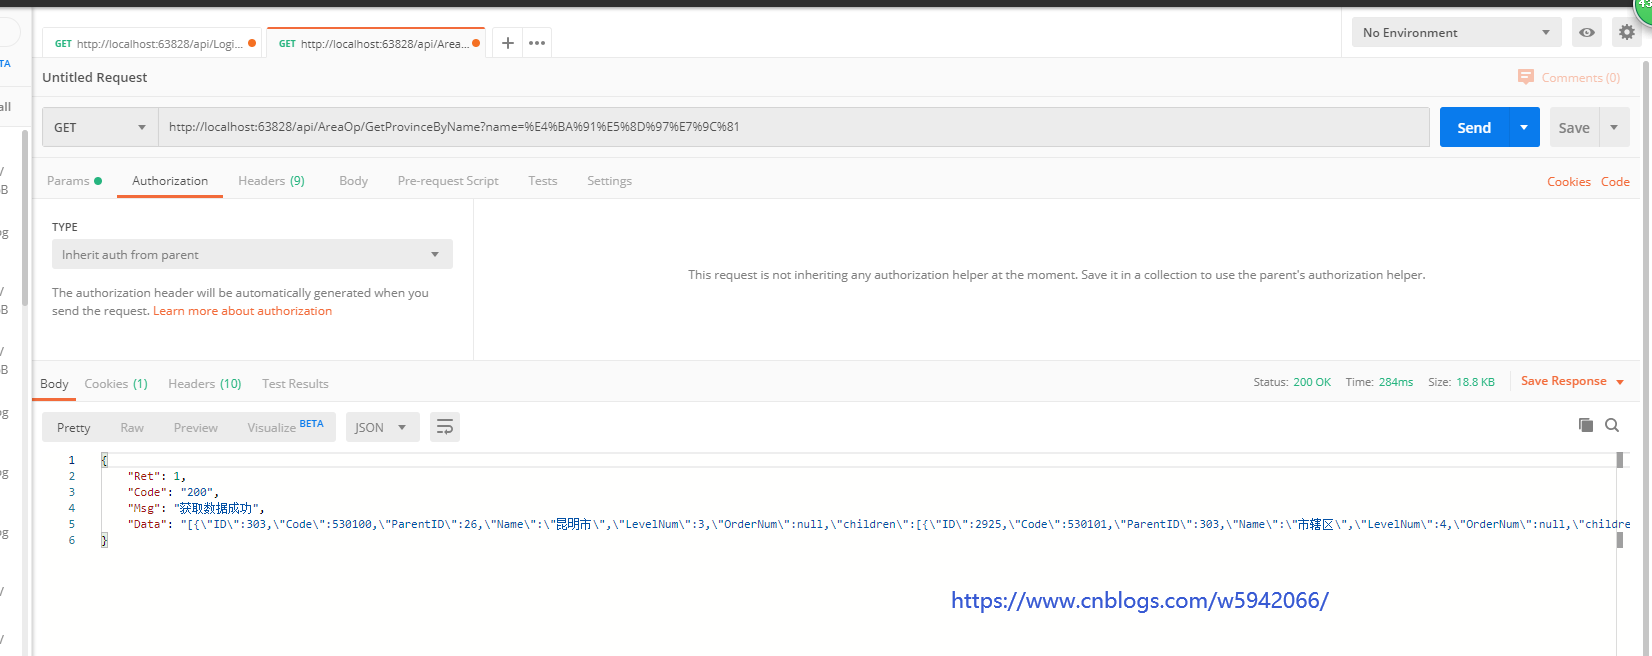 43
TA
all
GET http://localhost:63828/api/Logi...
GET http://localhost:63828/api/Area...
No Environment
Untitled Request
Comments (0)
GET
http://localhost:63828/api/AreaOp/GetProvinceByName?name=%E4%BA%91%E5%8D%97%E7%9C%81
Send
Save
Params
Authorization
Headers (9)
Body
Pre-request Script
Tests
Settings
Cookies
Code
TYPE
Inherit auth from parent
The authorization header will be automatically generated when you
send the request. Learn more about authorization
This request is not inheriting any authorization helper at the moment. Save it in a collection to use the parent's authorization helper.
Body
Cookies (1)
Headers (10)
Test Results
Status: 200 OK
Time: 284ms
Size: 18.8 KB
Save Response
Pretty
Raw
Preview
Visualize BETA
JSON
1 {
2 "Ret": 1,
3 "Code": "200",
4 "Msg": "获取数据成功",
5 "Data": "[{\"ID\":303,\"Code\":530100,\"ParentID\":26,\"Name\":\"昆明市\",\"LevelNum\":3,\"OrderNum\":null,\"children\":[{\"ID\":2925,\"Code\":530101,\"ParentID\":303,\"Name\":\"市辖区\",\"LevelNum\":4,\"OrderNum\":null,\"childre
6 }
https://www.cnblogs.com/w5942066/